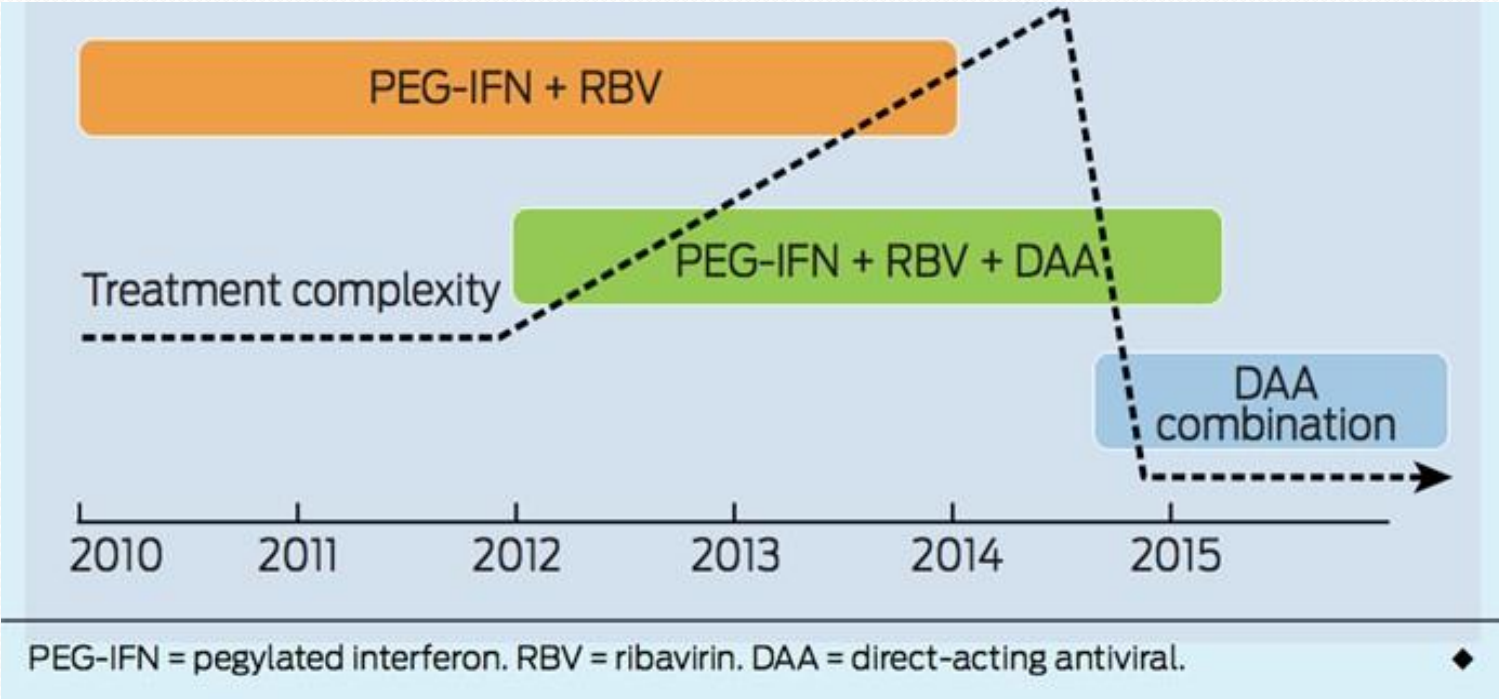 PEG-IFN + RBV
PEG-IFN + RBV + DAA
Treatment complexity
DAA
combination
2010 2011 2012 2013 2014 2015
PEG-IFN = pegylated interferon. RBV = ribavirin. DAA = direct-acting antiviral.